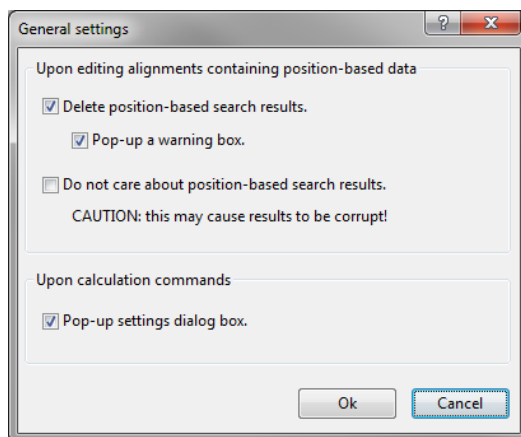 General settings
Upon editing alignments containing position-based data
Delete position-based search results.
Pop-up a warning box.
Do not care about position-based search results.
CAUTION: this may cause results to be corrupt!
Upon calculation commands
Pop-up settings dialog box.
Ok
Cancel